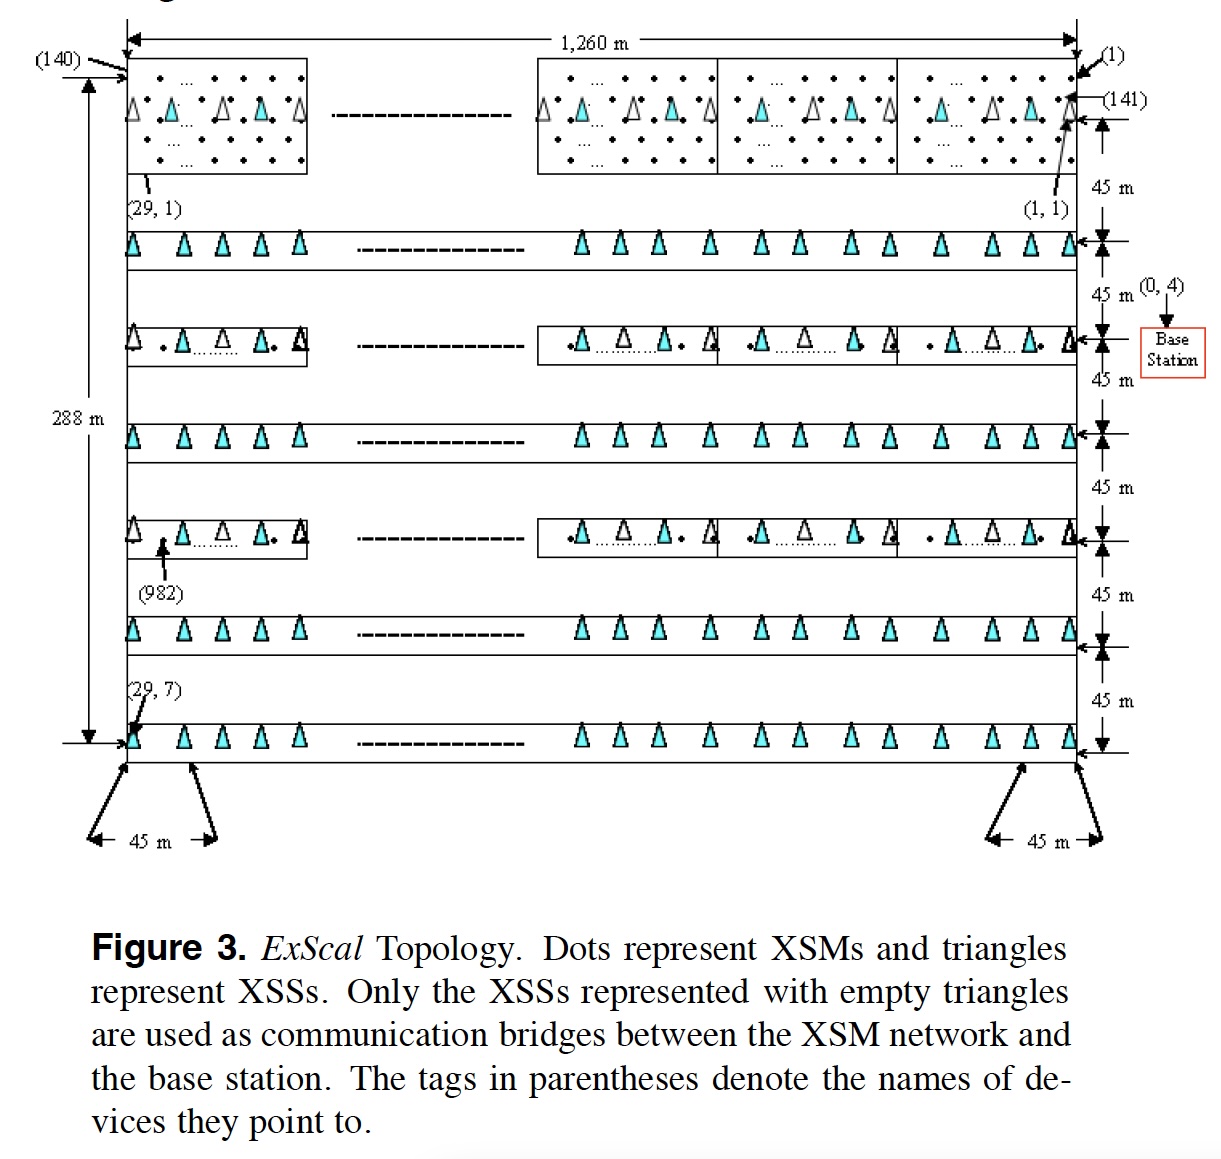 1,260 m
(140)
(1)
(141)
45 m
(29, 1)
(1, 1)
45 m
(0, 4)
Base
Station
45 m
288 m
45 m
(982)
45 m
(29, 7)
45 m
45 m
45 m
Figure 3. ExScal Topology. Dots represent XSMs and triangles
represent XSSs. Only the XSSs represented with empty triangles
are used as communication bridges between the XSM network and
the base station. The tags in parentheses denote the names of de-
vices they point to.